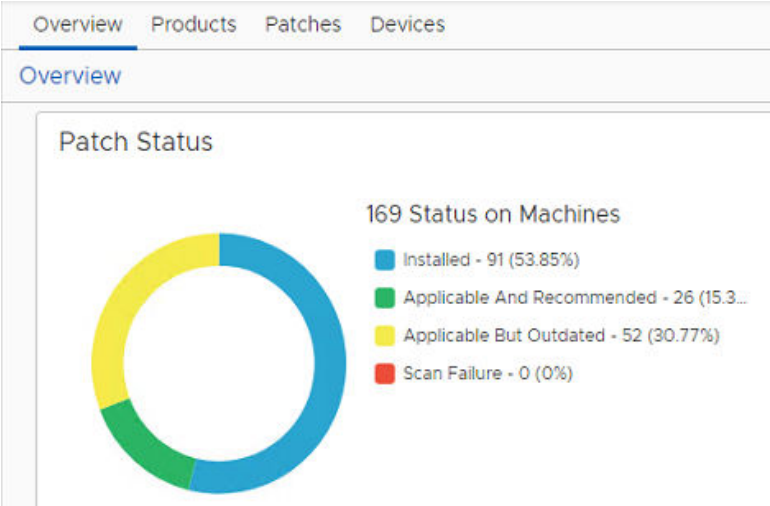 Overview Products Patches Devices
Overview
Patch Status
169 Status on Machines
Installed - 91 (53.85%)
Applicable And Recommended - 26 (15.3...
Applicable But Outdated - 52 (30.77%)
Scan Failure - 0 (0%)